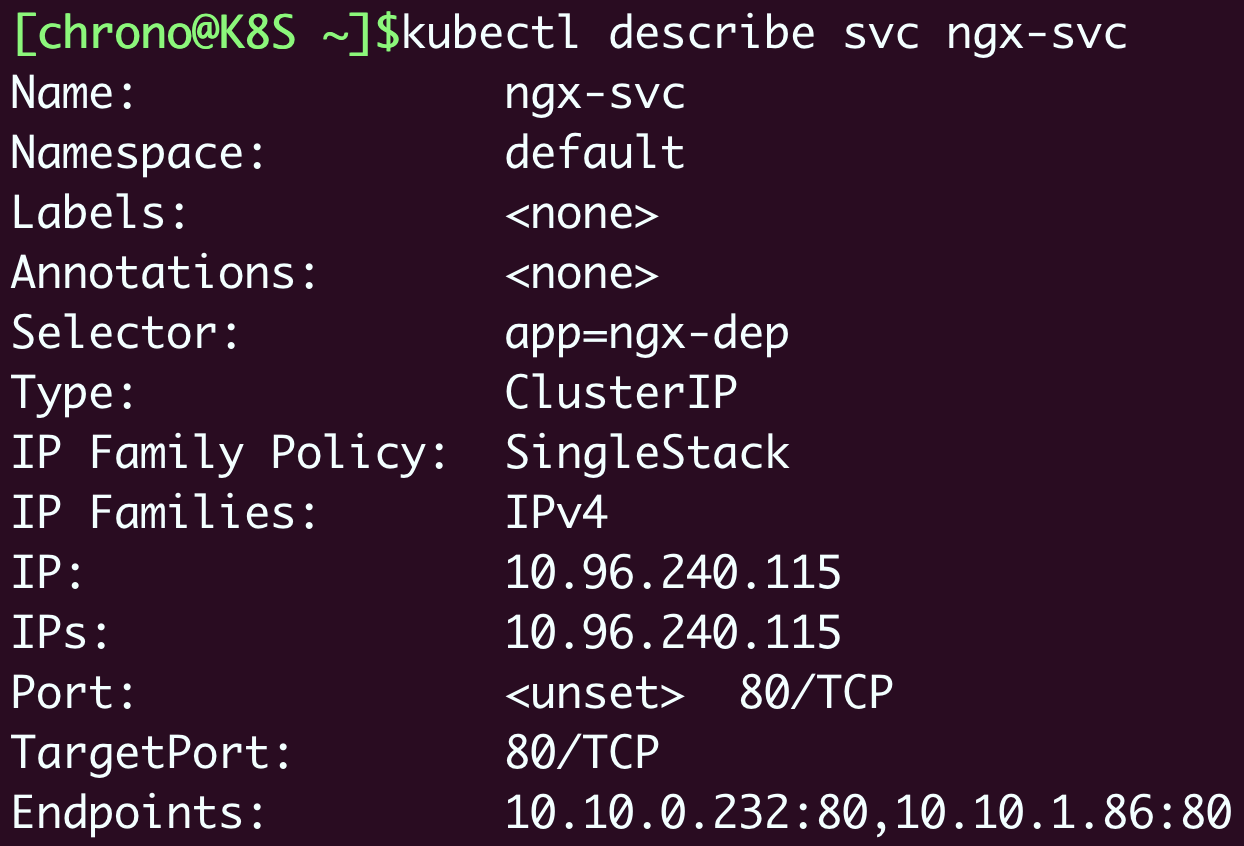 [chrono@K8S ~]$kubectl describe svc ngx-svc
Name:              ngx-svc
Namespace:         default
Labels:            <none>
Annotations:       <none>
Selector:          app=ngx-dep
Type:              ClusterIP
IP Family Policy:  SingleStack
IP Families:       IPv4
IP:                10.96.240.115
IPs:               10.96.240.115
Port:              <unset>  80/TCP
TargetPort:        80/TCP
Endpoints:         10.10.0.232:80,10.10.1.86:80